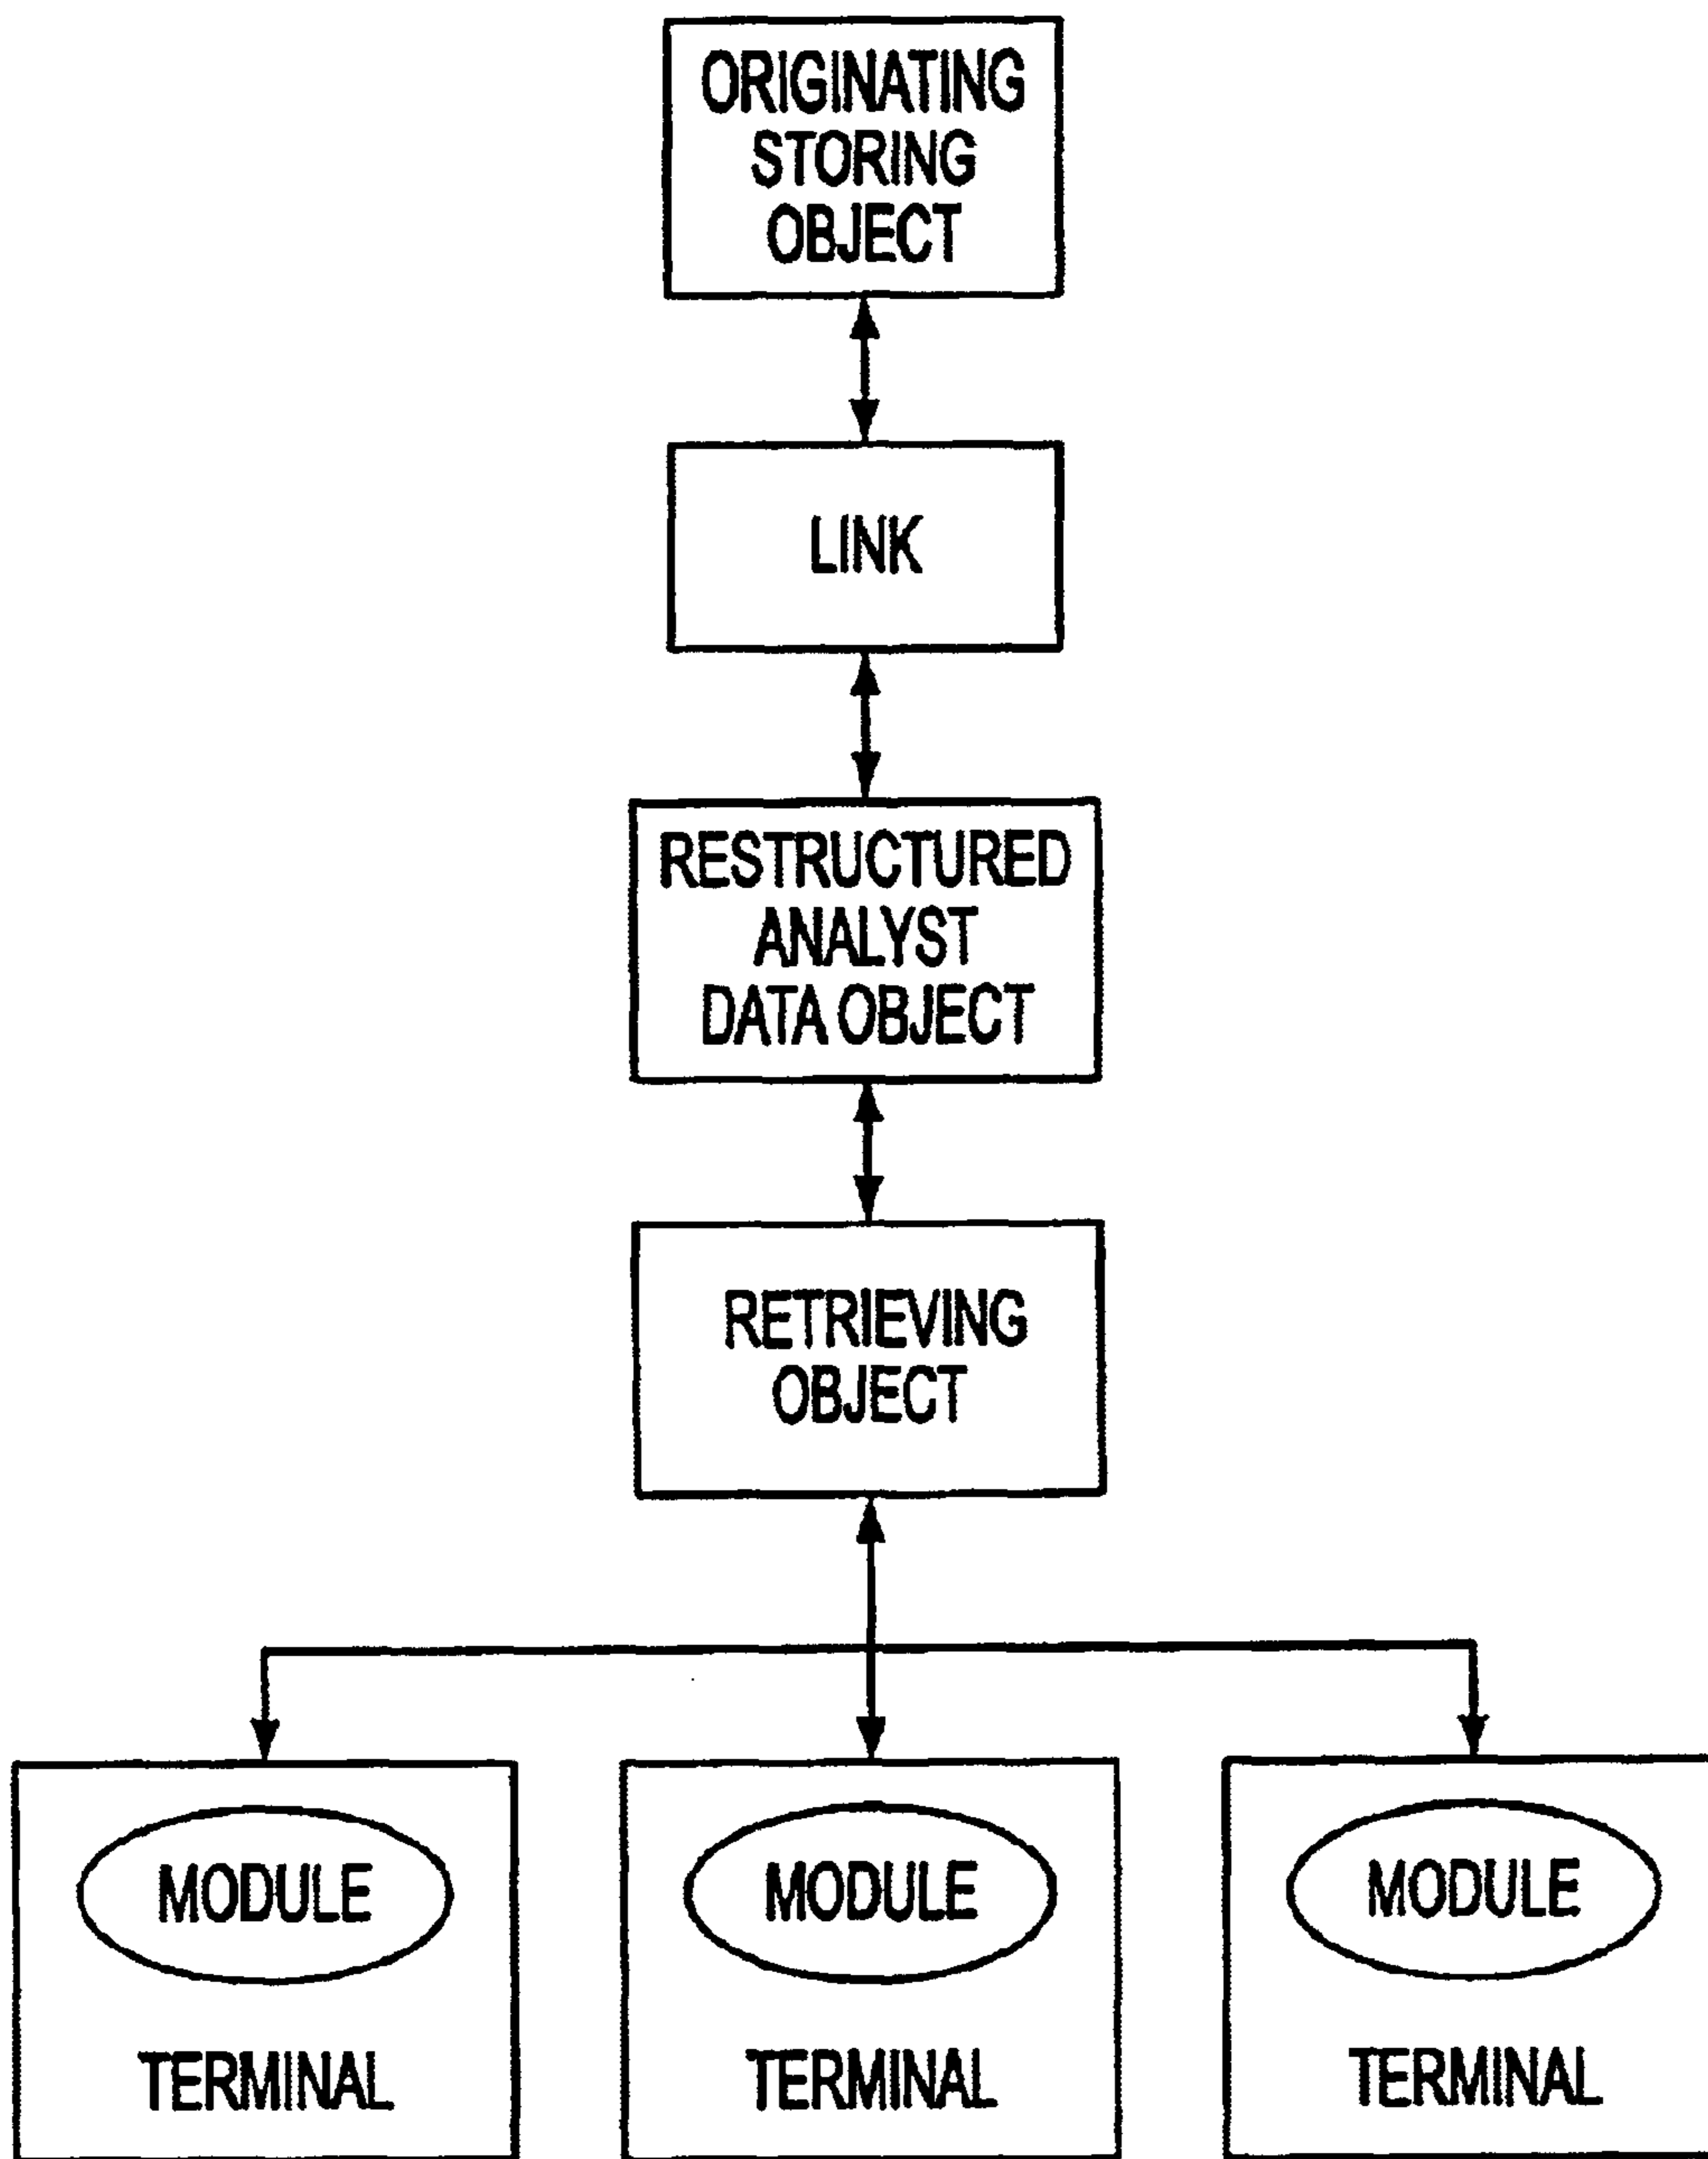 ORIGINATING
STORING
OBJECT
LINK
RESTRUCTURED
ANALYST
DATA OBJECT
RETRIEVING
OBJECT
MODULE
TERMINAL
MODULE
TERMINAL
MODULE
TERMINAL